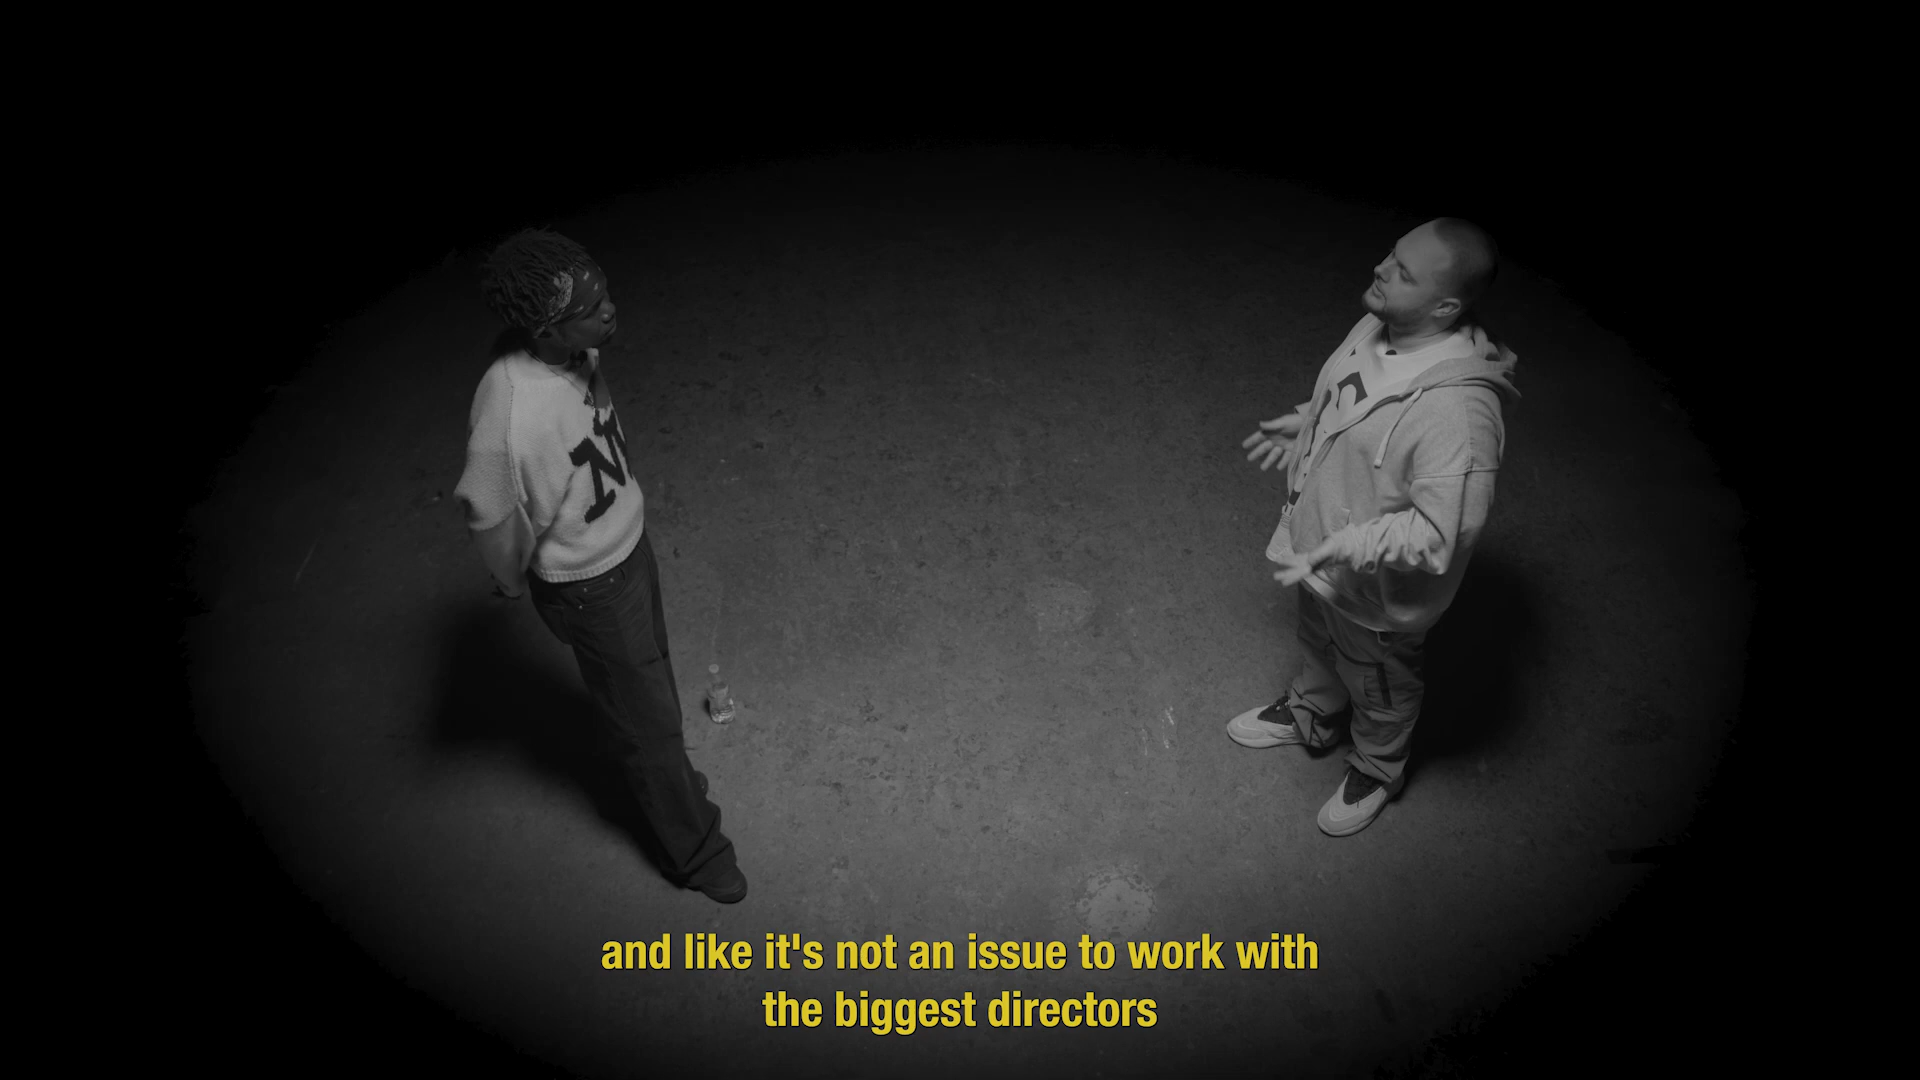 and like it's not an issue to work with
the biggest directors